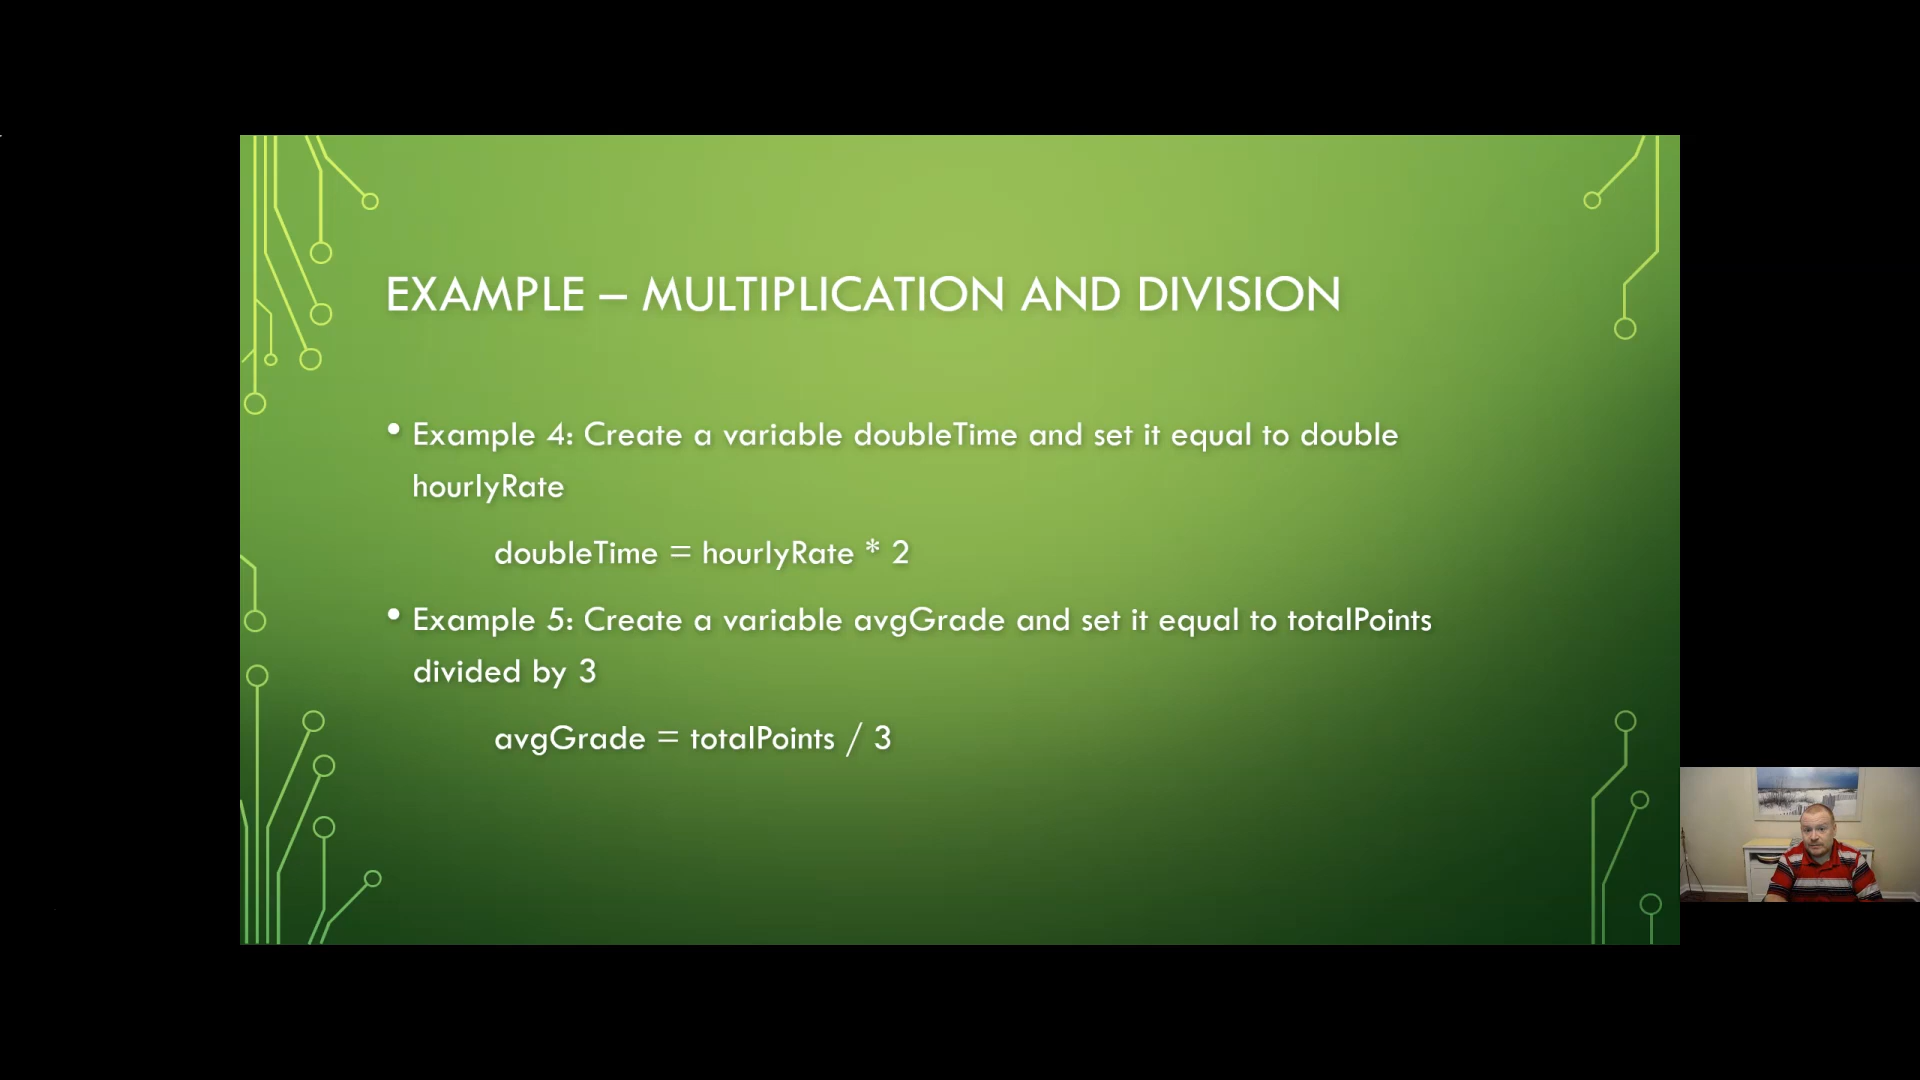 EXAMPLE – MULTIPLICATION AND DIVISION
• Example 4: Create a variable doubleTime and set it equal to double
hourlyRate
doubleTime = hourlyRate * 2
• Example 5: Create a variable avgGrade and set it equal to totalPoints
divided by 3
avgGrade = totalPoints / 3